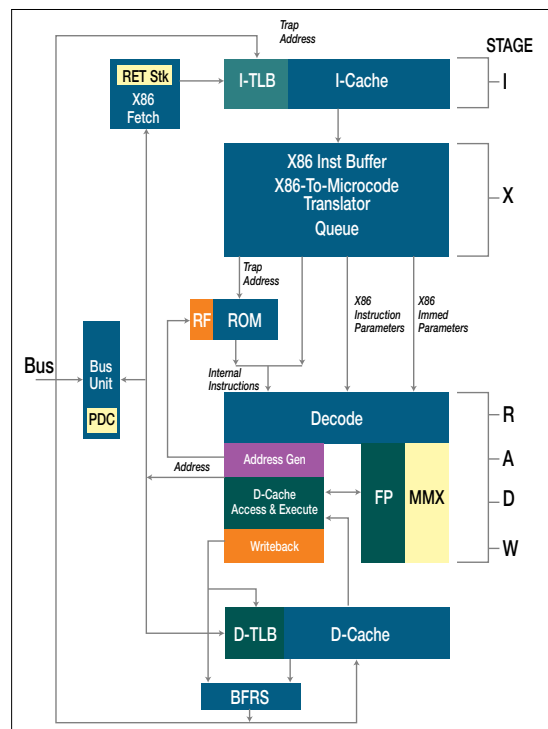 Trap
Address
STAGE
RET Stk
X86
Fetch
I-TLB
I-Cache
I
X86 Inst Buffer
X86-To-Microcode
Translator
Queue
X
Trap
Address
RF
ROM
X86
Instruction
Parameters
X86
Immed
Parameters
Bus
Bus
Unit
PDC
Internal
Instructions
Decode
R
Address Gen
A
Address
D-Cache
Access & Execute
FP
MMX
D
Writeback
W
D-TLB
D-Cache
BFRS